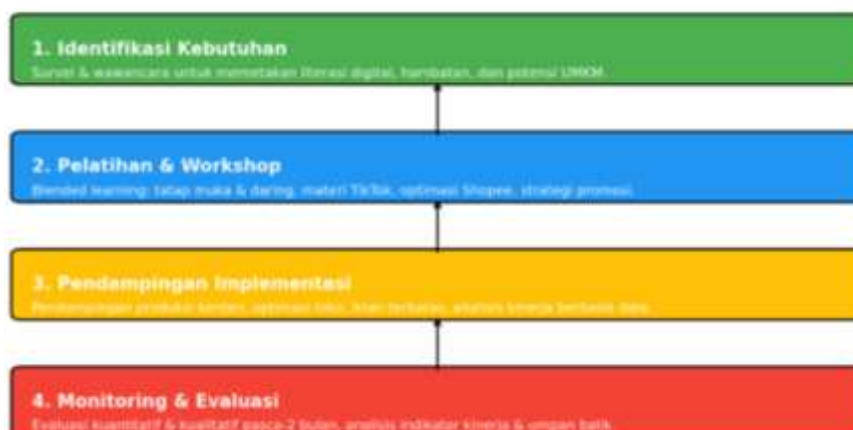 1. Identifikasi Kebutuhan
Survei & wawancara untuk memetakan literasi digital, hambatan, dan potensi UMKM.
2. Pelatihan & Workshop
Blended learning: tatap muka & daring, materi TikTok, optimasi Shopee, strategi promosi.
3. Pendampingan Implementasi
Pendampingan produksi konten, optimasi toko, iklan berbayar, analisis kinerja berbasis data.
4. Monitoring & Evaluasi
Evaluasi kuantitatif & kualitatif pasca-2 bulan, analisis indikator kinerja & umpan balik.